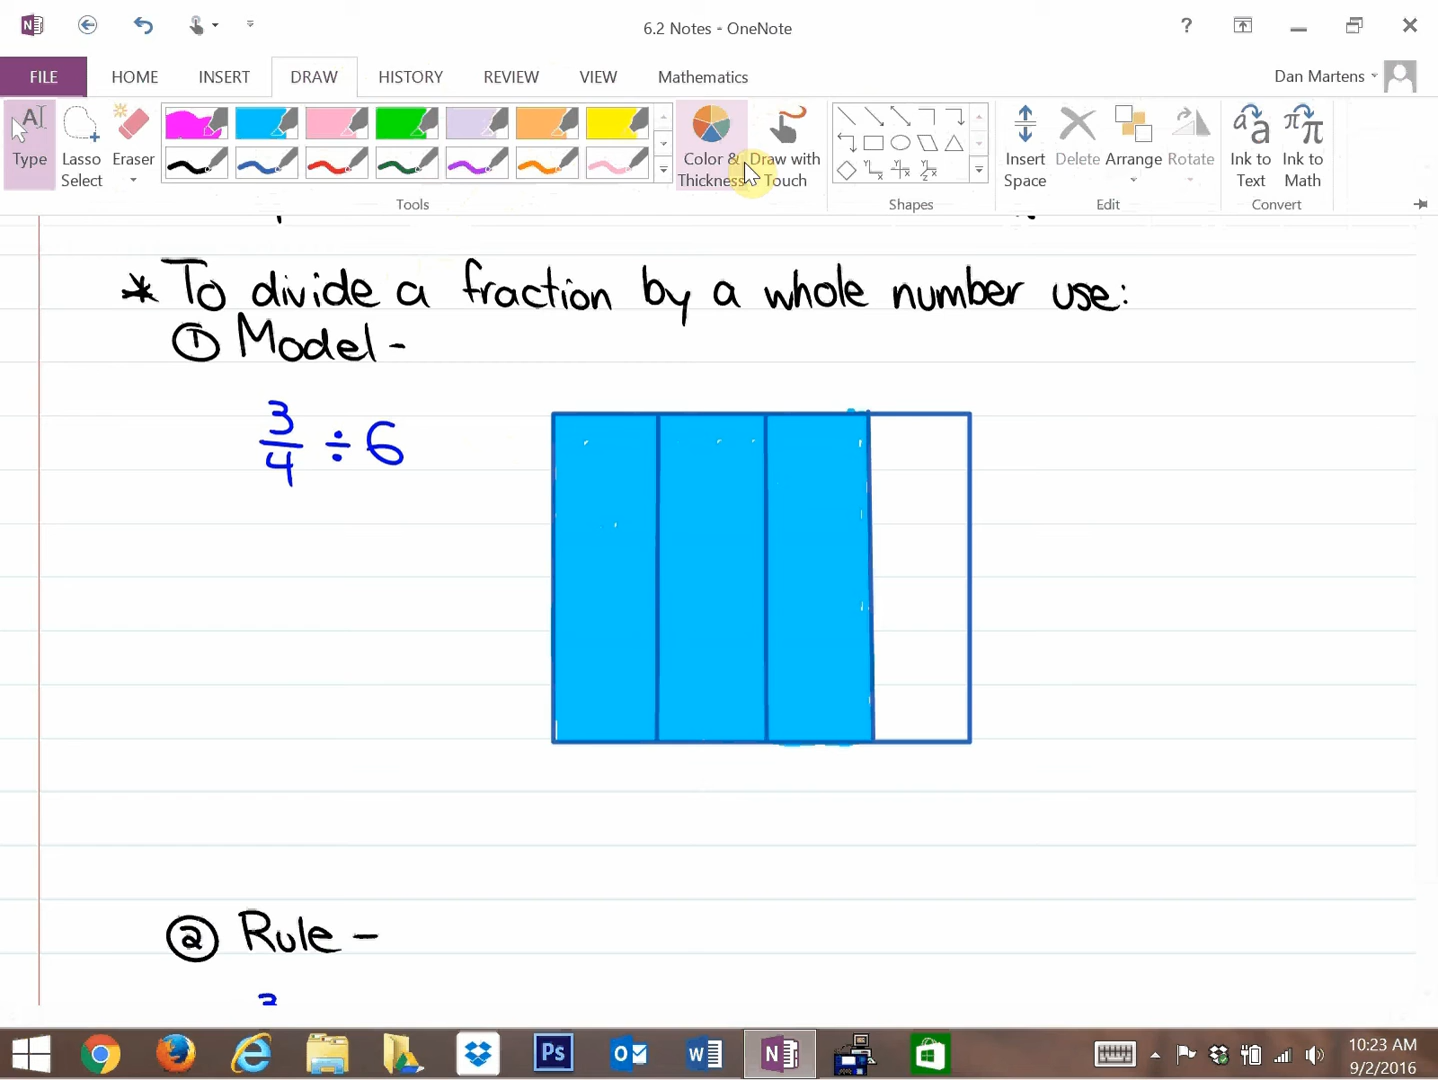 6.2 Notes - OneNote
?
FILE HOME INSERT DRAW HISTORY REVIEW VIEW Mathematics
Dan Martens
Type
Lasso Select
Eraser
Color & Thickness
Draw with Touch
Insert Space
Delete
Arrange
Rotate
Ink to Text
Ink to Math
Tools Shapes Edit Convert
* To divide a fraction by a whole number use:
① Model -
3/4 ÷ 6
② Rule -
3
10:23 AM
9/2/2016